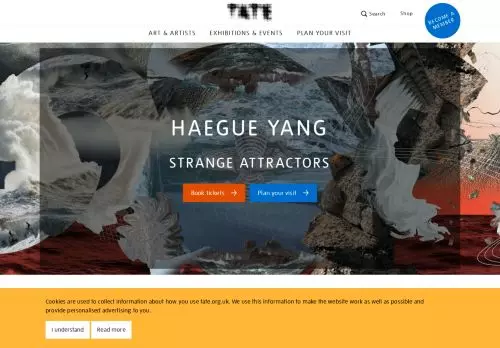 TATE
Search
Shop
BECOME A
MEMBER
ART & ARTISTS
EXHIBITIONS & EVENTS
PLAN YOUR VISIT
HAEGUE YANG
STRANGE ATTRACTORS
Book tickets
Plan your visit
Cookies are used to collect information about how you use tate.org.uk. We use this information to make the website work as well as possible and
provide personalised advertising to you.
I understand
Read more